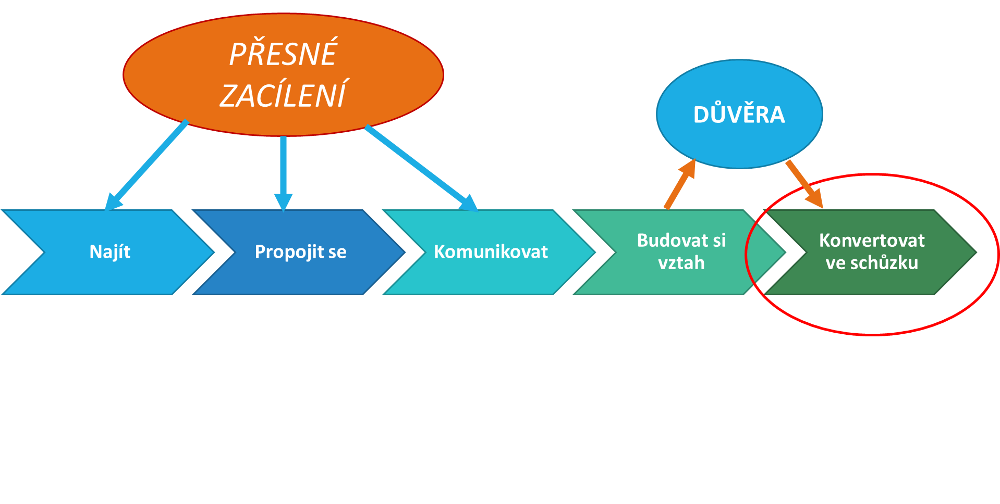 PŘESNÉ
ZACÍLENÍ
DŮVĚRA
Najít
Propojit se
Komunikovat
Budovat si
vztah
Konvertovat
ve schůzku